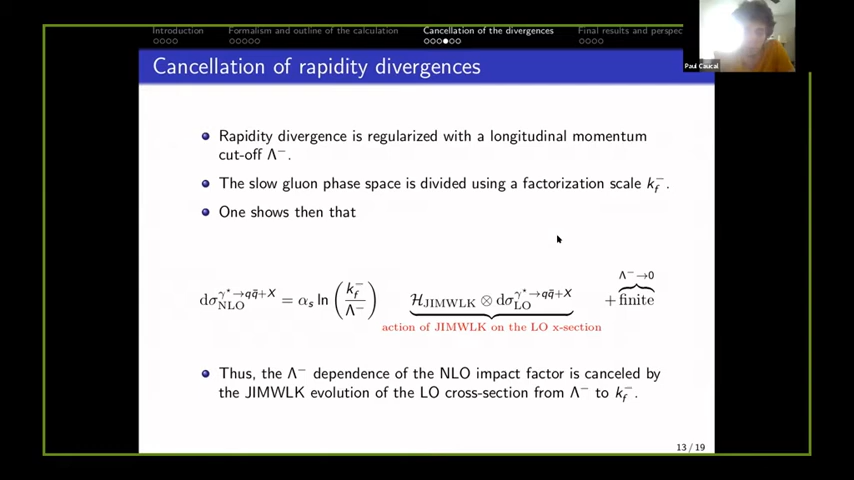 Introduction Formalism and outline of the calculation Cancellation of the divergences Final results and perspec
Cancellation of rapidity divergences
Paul Caucal
Rapidity divergence is regularized with a longitudinal momentum
cut-off Λ⁻.
The slow gluon phase space is divided using a factorization scale k_f⁻.
One shows then that
dσ_NLO^{γ*→qq̄+X} = α_s ln (k_f⁻/Λ⁻) ℋ_JIMWLK ⊗ dσ_LO^{γ*→qq̄+X} + finite
Λ⁻→0
action of JIMWLK on the LO x-section
Thus, the Λ⁻ dependence of the NLO impact factor is canceled by
the JIMWLK evolution of the LO cross-section from Λ⁻ to k_f⁻.
13 / 19